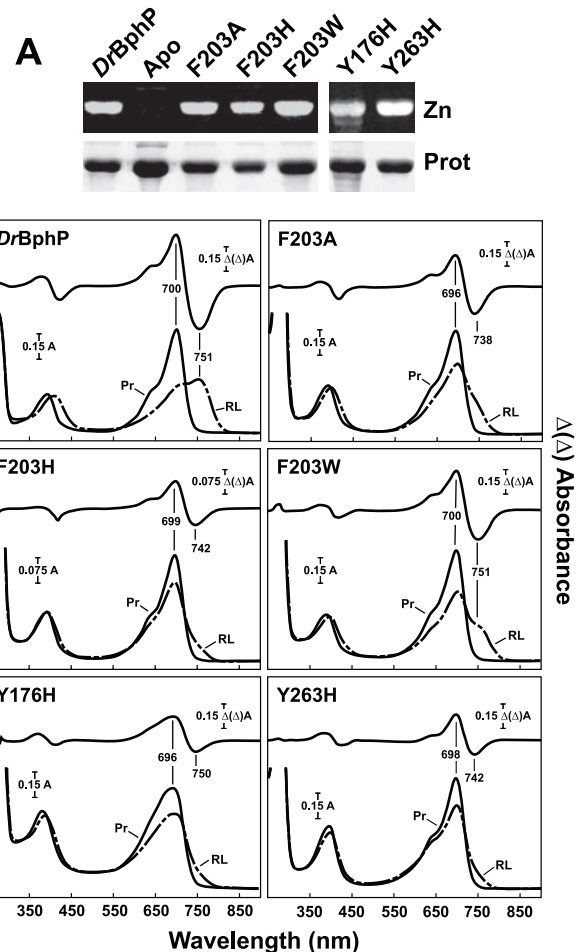 A
DrBphP Apo F203A F203H F203W Y176H Y263H
Zn
Prot
DrBphP
0.15 Δ(Δ)A
700
0.15 A
751
Pr
RL
F203A
0.15 Δ(Δ)A
696
0.15 A
738
Pr
RL
F203H
0.075 Δ(Δ)A
699
742
0.075 A
Pr
RL
F203W
0.15 Δ(Δ)A
700
0.15 A
751
Pr
RL
Y176H
0.15 Δ(Δ)A
696
750
0.15 A
Pr
RL
Y263H
0.15 Δ(Δ)A
698
742
0.15 A
Pr
RL
Δ(Δ) Absorbance
350 450 550 650 750 850 350 450 550 650 750 850
Wavelength (nm)